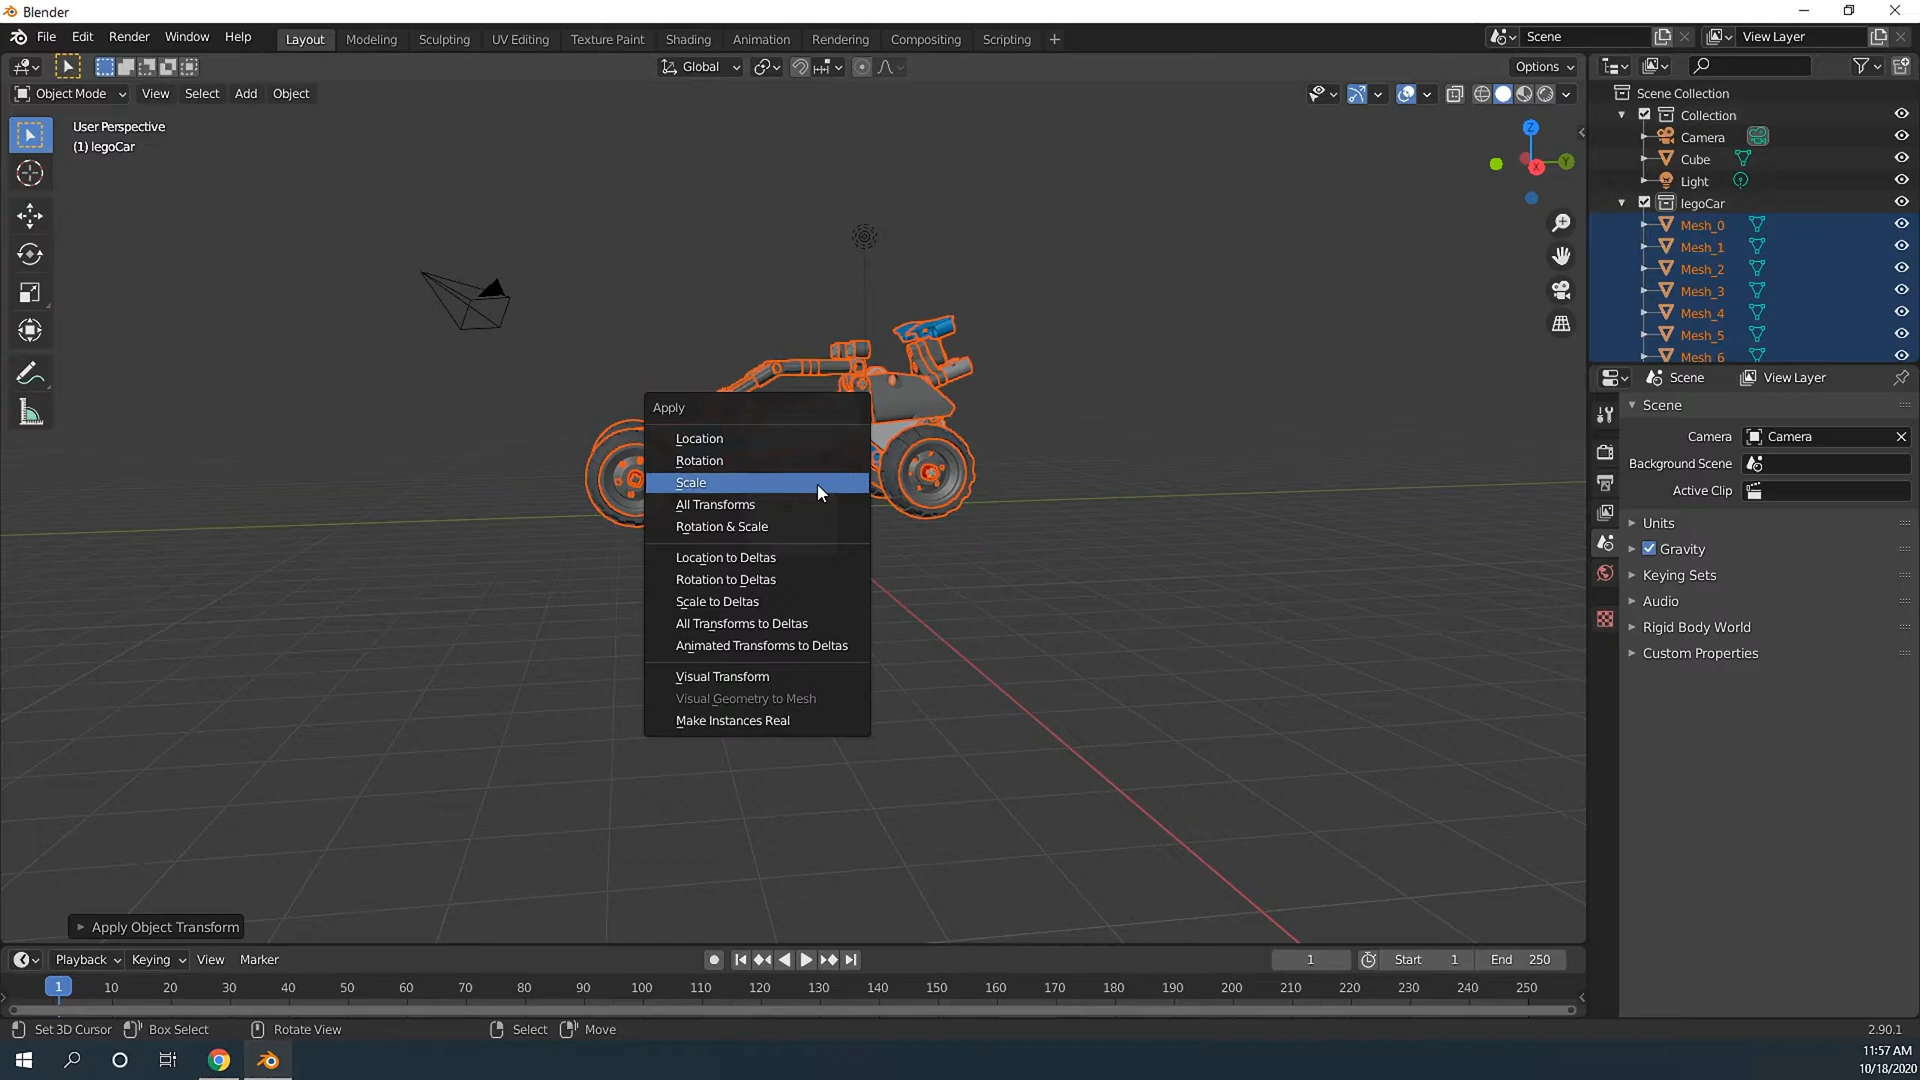 Blender
File Edit Render Window Help Layout Modeling Sculpting UV Editing Texture Paint Shading Animation Rendering Compositing Scripting + Scene View Layer
Global Options
Object Mode View Select Add Object
User Perspective
(1) legoCar
Z
Y
X
Scene Collection
Collection
Camera
Cube
Light
legoCar
Mesh_0
Mesh_1
Mesh_2
Mesh_3
Mesh_4
Mesh_5
Mesh_6
Scene View Layer
Scene
Camera Camera
Background Scene
Active Clip
Units
Gravity
Keying Sets
Audio
Rigid Body World
Custom Properties
Apply
Location
Rotation
Scale
All Transforms
Rotation & Scale
Location to Deltas
Rotation to Deltas
Scale to Deltas
All Transforms to Deltas
Animated Transforms to Deltas
Visual Transform
Visual Geometry to Mesh
Make Instances Real
Apply Object Transform
Playback Keying View Marker 1 Start 1 End 250
1 10 20 30 40 50 60 70 80 90 100 110 120 130 140 150 160 170 180 190 200 210 220 230 240 250
Set 3D Cursor Box Select Rotate View Select Move 2.90.1
11:57 AM
10/18/2020